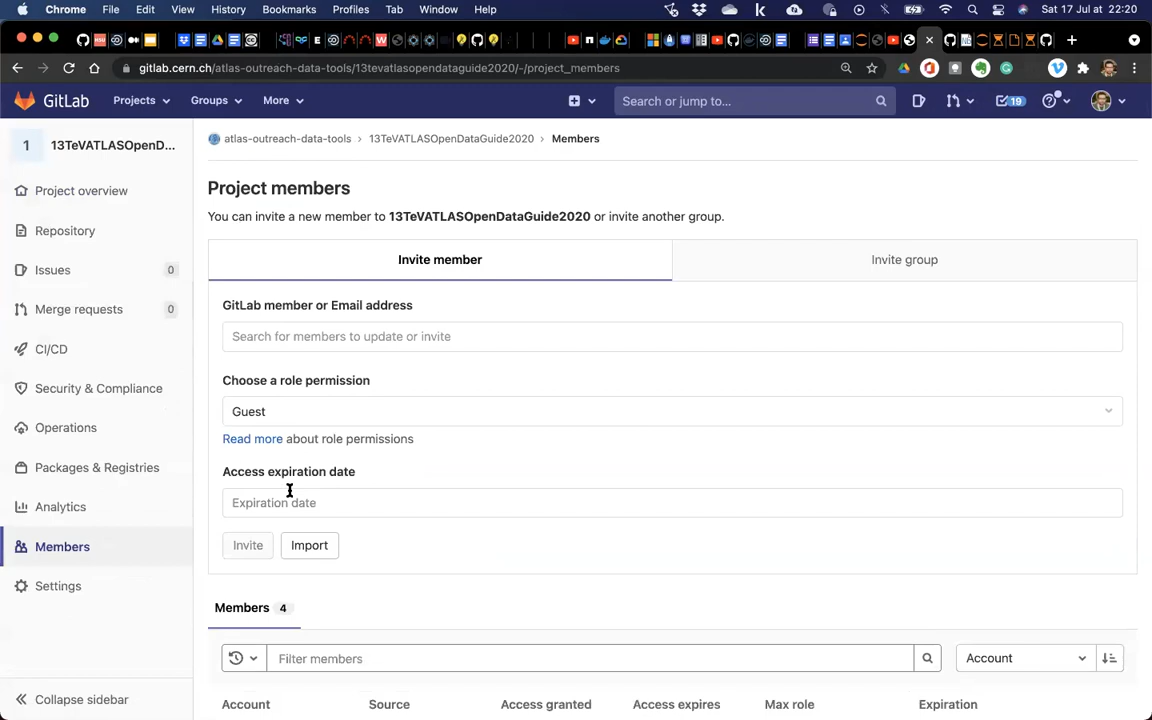 Chrome File Edit View History Bookmarks Profiles Tab Window Help Sat 17 Jul at 22:20
gitlab.cern.ch/atlas-outreach-data-tools/13tevatlasopendataguide2020/-/project_members
GitLab Projects Groups More Search or jump to... 19
1 13TeVATLASOpenD...
Project overview
Repository
Issues 0
Merge requests 0
CI/CD
Security & Compliance
Operations
Packages & Registries
Analytics
Members
Settings
Collapse sidebar
atlas-outreach-data-tools > 13TeVATLASOpenDataGuide2020 > Members
Project members
You can invite a new member to 13TeVATLASOpenDataGuide2020 or invite another group.
Invite member Invite group
GitLab member or Email address
Search for members to update or invite
Choose a role permission
Guest
Read more about role permissions
Access expiration date
Expiration date
Invite Import
Members 4
Filter members Account
Account Source Access granted Access expires Max role Expiration